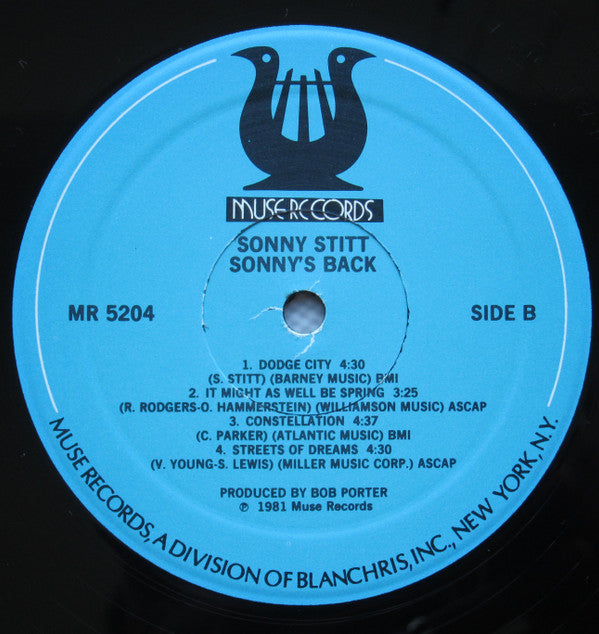 MUSE RECORDS
SONNY STITT
SONNY'S BACK
MR 5204
SIDE B
1. DODGE CITY 4:30
(S. STITT) (BARNEY MUSIC) BMI
2. IT MIGHT AS WELL BE SPRING 3:25
(R. RODGERS-O. HAMMERSTEIN) (WILLIAMSON MUSIC) ASCAP
3. CONSTELLATION 4:37
(C. PARKER) (ATLANTIC MUSIC) BMI
4. STREETS OF DREAMS 4:30
(V. YOUNG-S. LEWIS) (MILLER MUSIC CORP.) ASCAP
PRODUCED BY BOB PORTER
℗ 1981 Muse Records
MUSE RECORDS, A DIVISION OF BLANCHRIS, INC., NEW YORK, N.Y.